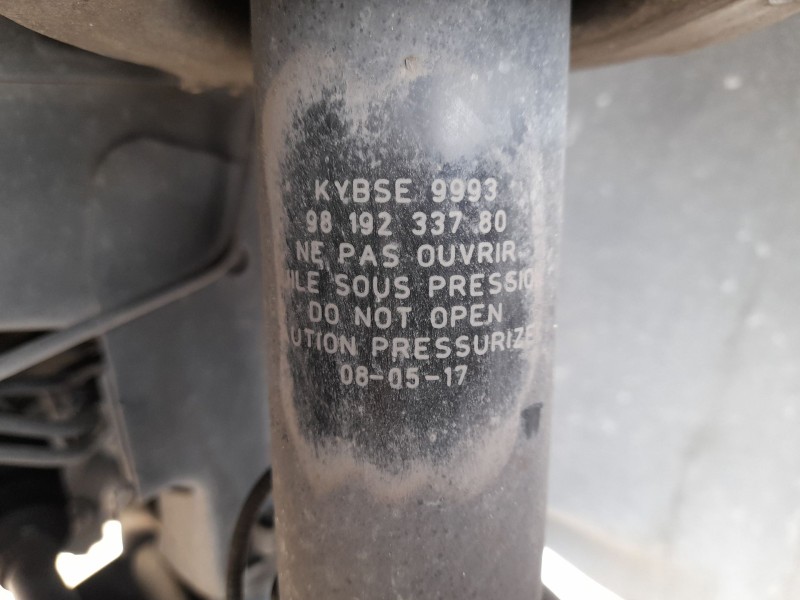 KYBSE 9993
98 192 337 80
NE PAS OUVRIR
SOUS PRESSIO
DO NOT OPEN
UTION PRESSURIZE
08-05-17